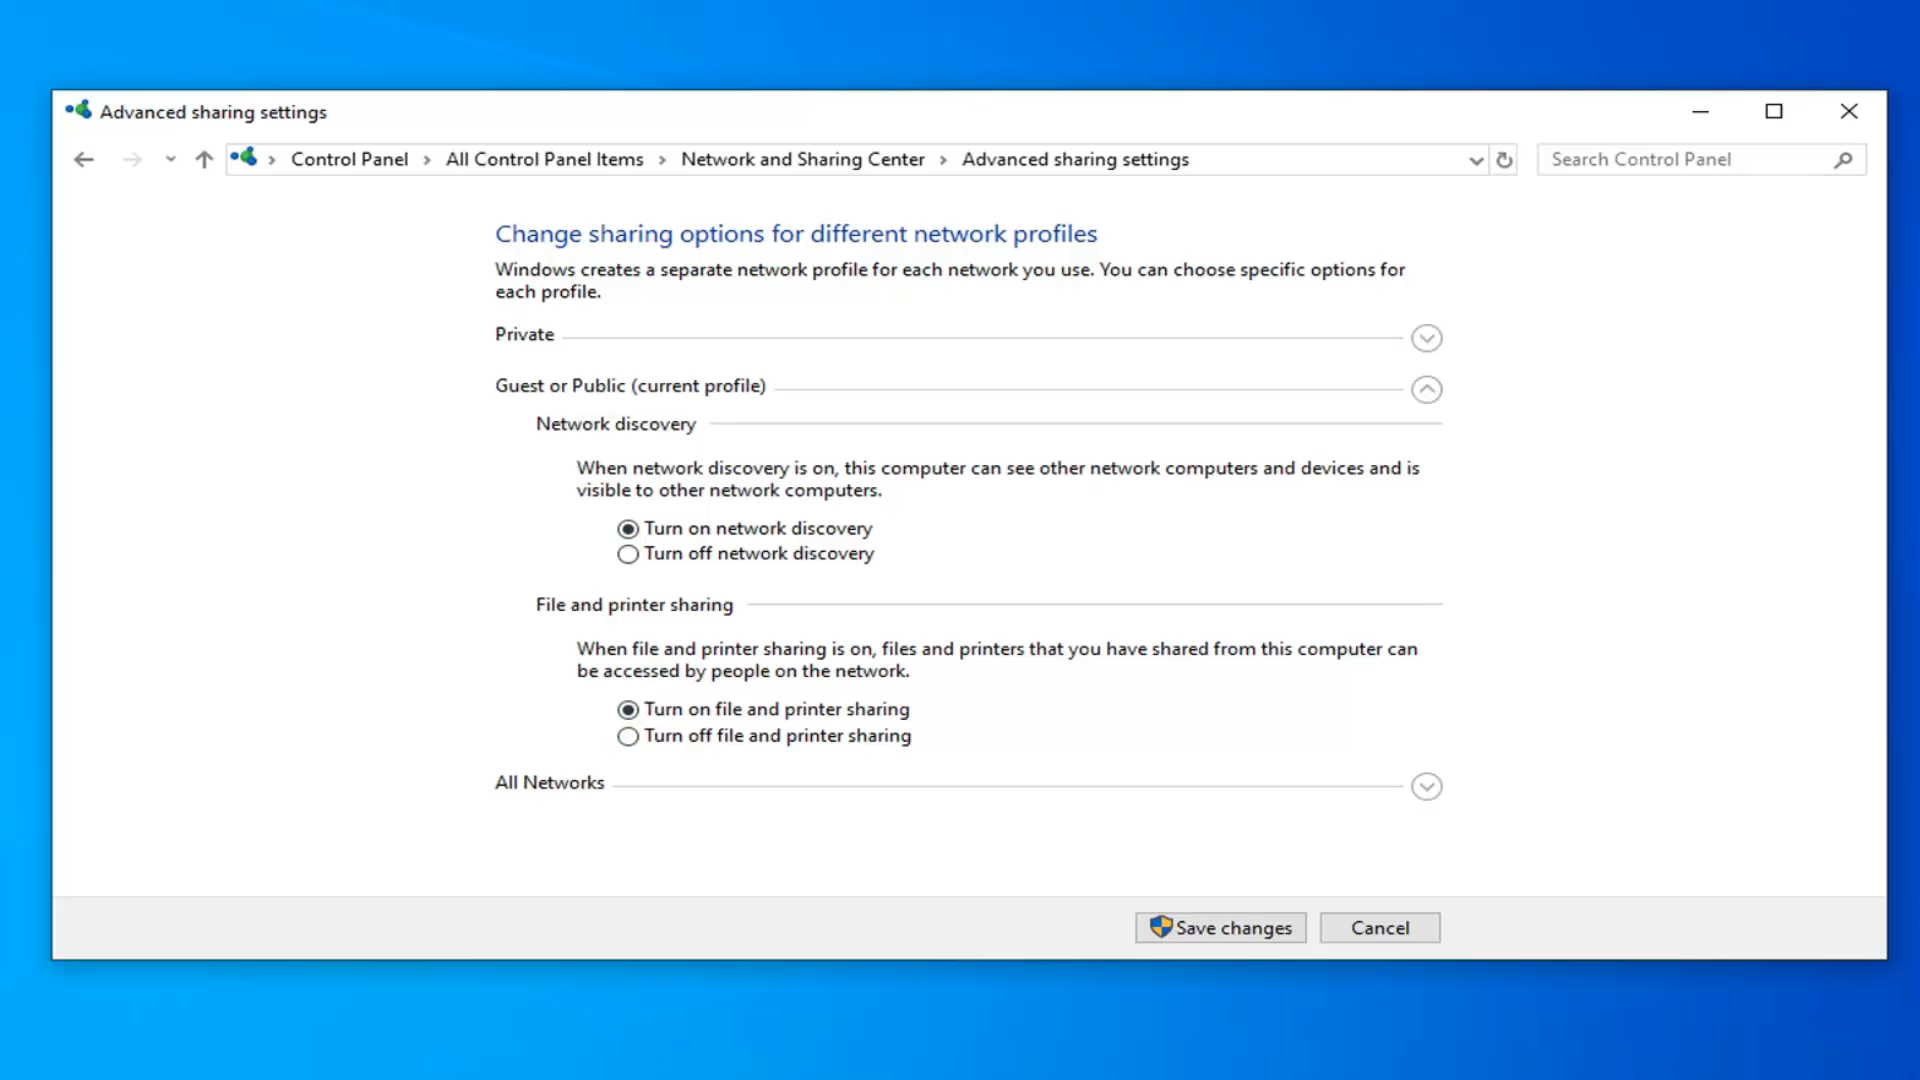 Advanced sharing settings
Control Panel > All Control Panel Items > Network and Sharing Center > Advanced sharing settings
Search Control Panel
Change sharing options for different network profiles
Windows creates a separate network profile for each network you use. You can choose specific options for
each profile.
Private
Guest or Public (current profile)
Network discovery
When network discovery is on, this computer can see other network computers and devices and is
visible to other network computers.
Turn on network discovery
Turn off network discovery
File and printer sharing
When file and printer sharing is on, files and printers that you have shared from this computer can
be accessed by people on the network.
Turn on file and printer sharing
Turn off file and printer sharing
All Networks
Save changes
Cancel